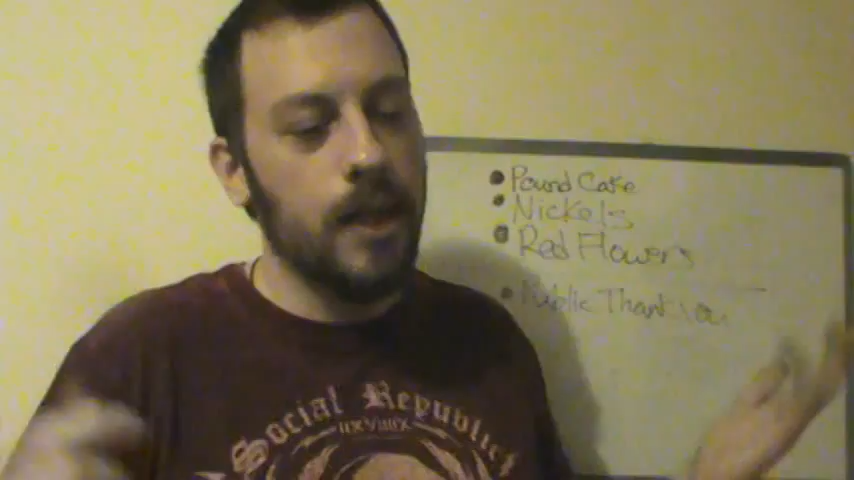 Pound Cake
Nickels
Red Flowers
Public Thank You
Social Republic